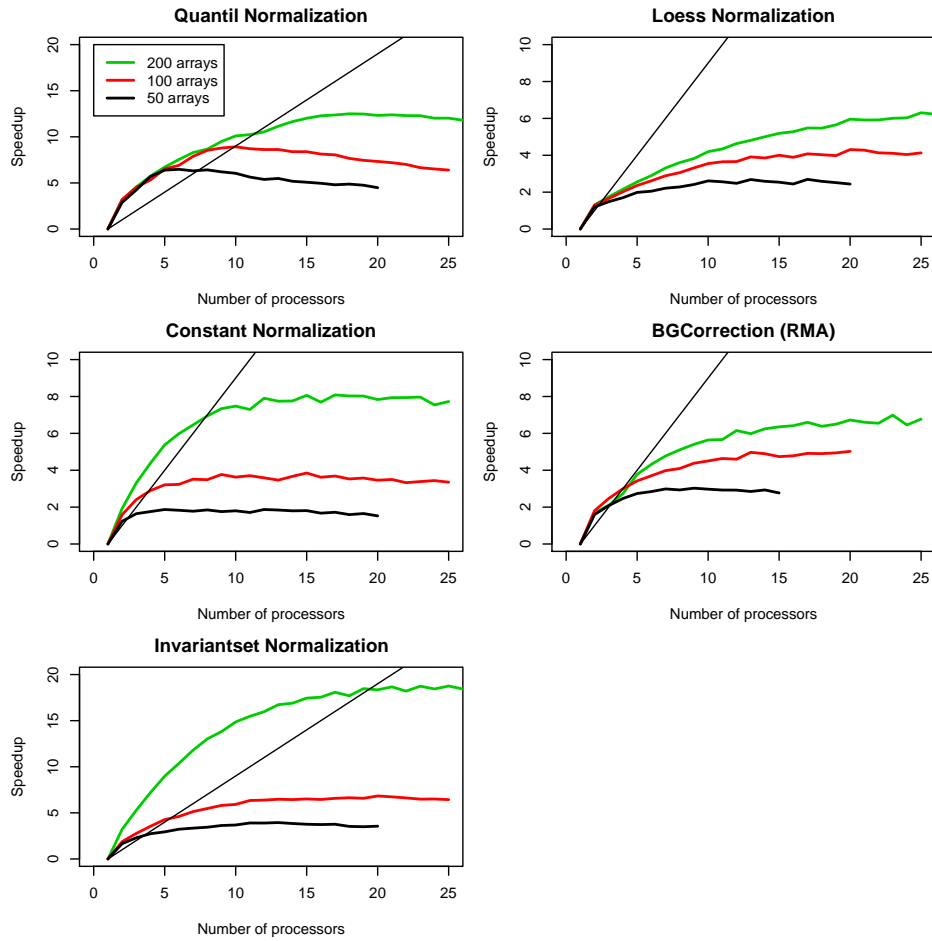 Quantil Normalization
Speedup
20
15
10
5
0
200 arrays
100 arrays
50 arrays
0 5 10 15 20 25
Number of processors
Loess Normalization
Speedup
10
8
6
4
2
0
0 5 10 15 20 25
Number of processors
Constant Normalization
Speedup
10
8
6
4
2
0
0 5 10 15 20 25
Number of processors
BGCorrection (RMA)
Speedup
10
8
6
4
2
0
0 5 10 15 20 25
Number of processors
Invariantset Normalization
Speedup
20
15
10
5
0
0 5 10 15 20 25
Number of processors